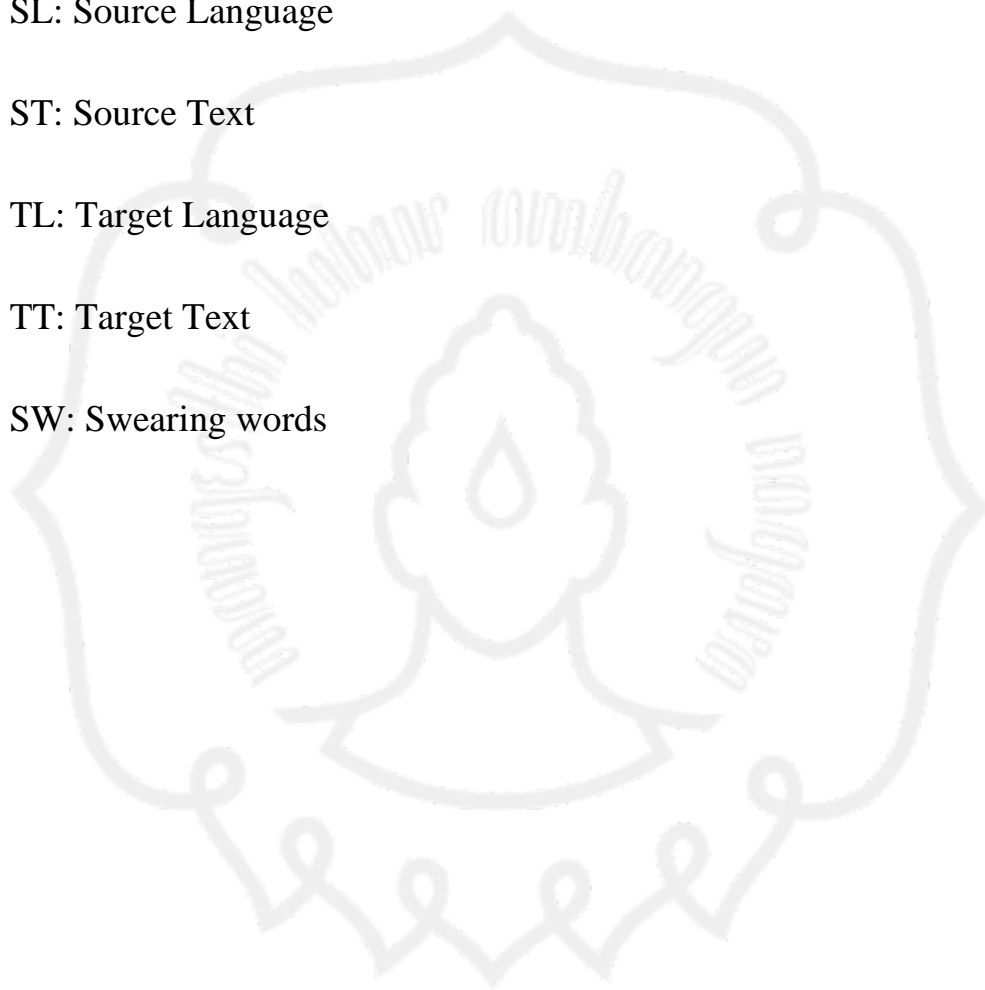 SL: Source Language
ST: Source Text
TL: Target Language
TT: Target Text
SW: Swearing words